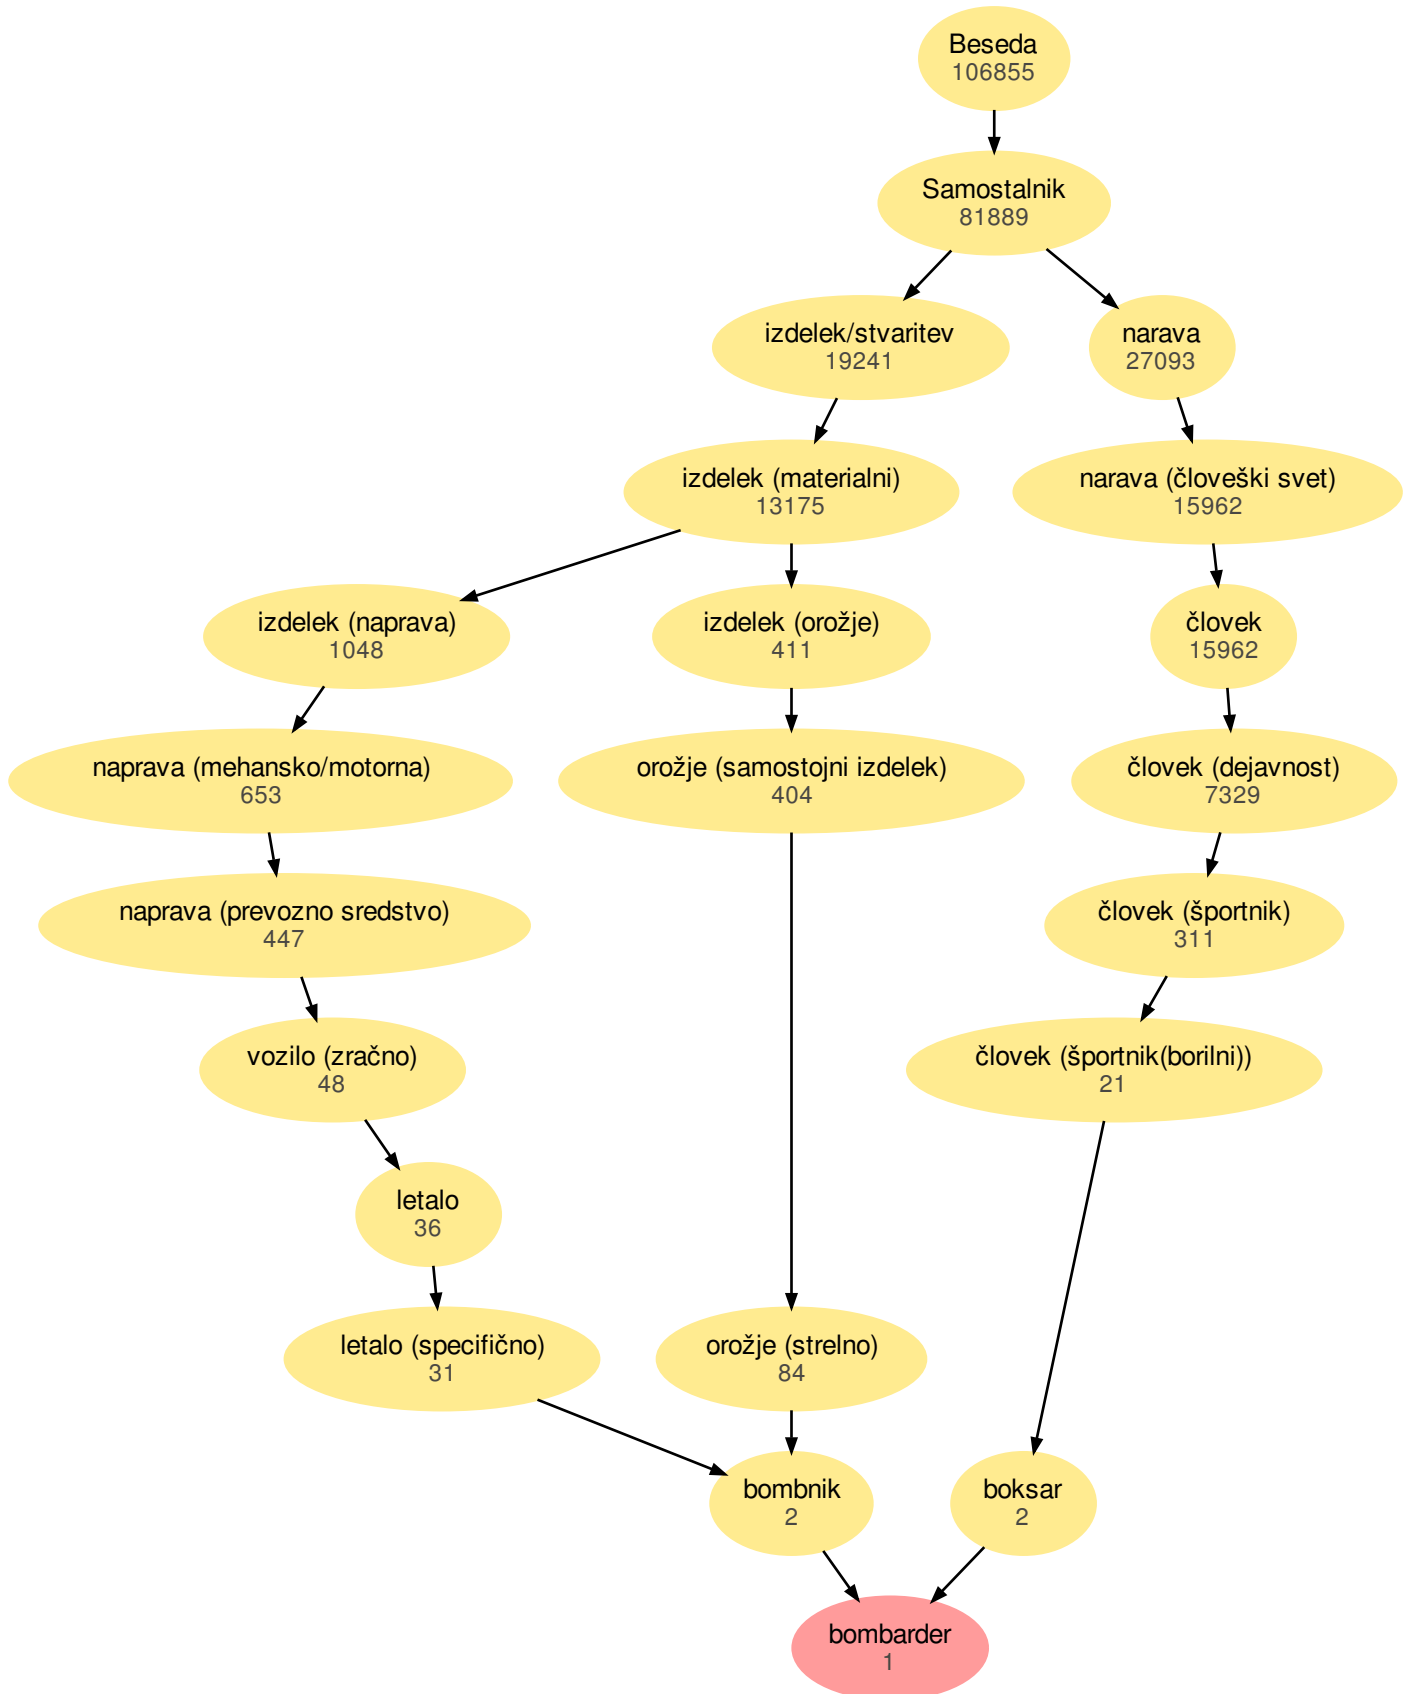 Beseda
106855
Samostalnik
81889
izdelek/stvaritev
19241
narava
27093
izdelek (materialni)
13175
narava (človeški svet)
15962
izdelek (naprava)
1048
izdelek (orožje)
411
človek
15962
naprava (mehansko/motorna)
653
orožje (samostojni izdelek)
404
človek (dejavnost)
7329
naprava (prevozno sredstvo)
447
človek (športnik)
311
vozilo (zračno)
48
človek (športnik(borilni))
21
letalo
36
letalo (specifično)
31
orožje (strelno)
84
bombnik
2
boksar
2
bombarder
1